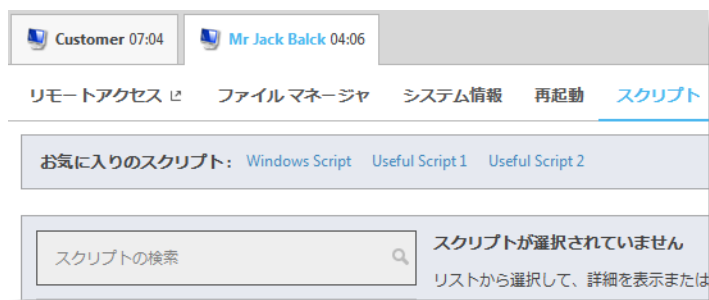 Customer 07:04 Mr Jack Balck 04:06
リモートアクセス ファイル マネージャ システム情報 再起動 スクリプト
お気に入りのスクリプト: Windows Script Useful Script 1 Useful Script 2
スクリプトの検索
スクリプトが選択されていません
リストから選択して、詳細を表示または